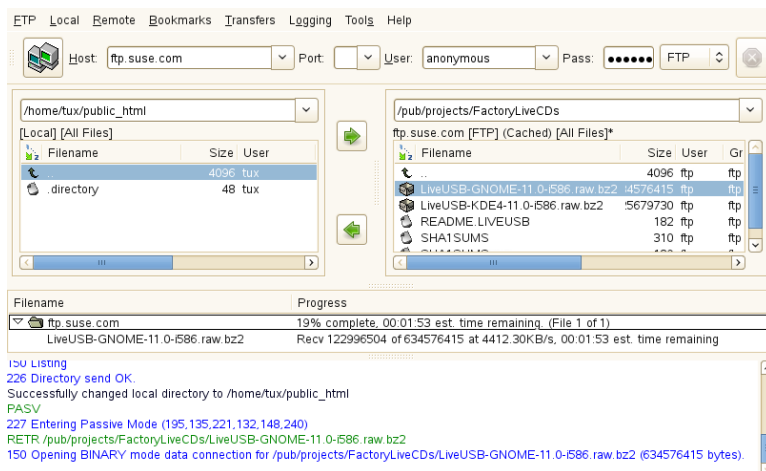 FTP Local Remote Bookmarks Transfers Logging Tools Help
Host: ftp.suse.com Port: User: anonymous Pass: ●●●●●● FTP
/home/tux/public_html
[Local] [All Files]
Filename Size User
.. 4096 tux
.directory 48 tux
/pub/projects/FactoryLiveCDs
ftp.suse.com [FTP] (Cached) [All Files]*
Filename Size User Gr
.. 4096 ftp ftp
LiveUSB-GNOME-11.0-i586.raw.bz2 34576415 ftp ftp
LiveUSB-KDE4-11.0-i586.raw.bz2 5679730 ftp ftp
README.LIVEUSB 182 ftp ftp
SHA1SUMS 310 ftp ftp
Filename Progress
ftp.suse.com 19% complete, 00:01:53 est. time remaining. (File 1 of 1)
LiveUSB-GNOME-11.0-i586.raw.bz2 Recv 122996504 of 634576415 at 4412.30KB/s, 00:01:53 est. time remaining
150 Listing
226 Directory send OK.
Successfully changed local directory to /home/tux/public_html
PASV
227 Entering Passive Mode (195,135,221,132,148,240)
RETR /pub/projects/FactoryLiveCDs/LiveUSB-GNOME-11.0-i586.raw.bz2
150 Opening BINARY mode data connection for /pub/projects/FactoryLiveCDs/LiveUSB-GNOME-11.0-i586.raw.bz2 (634576415 bytes).